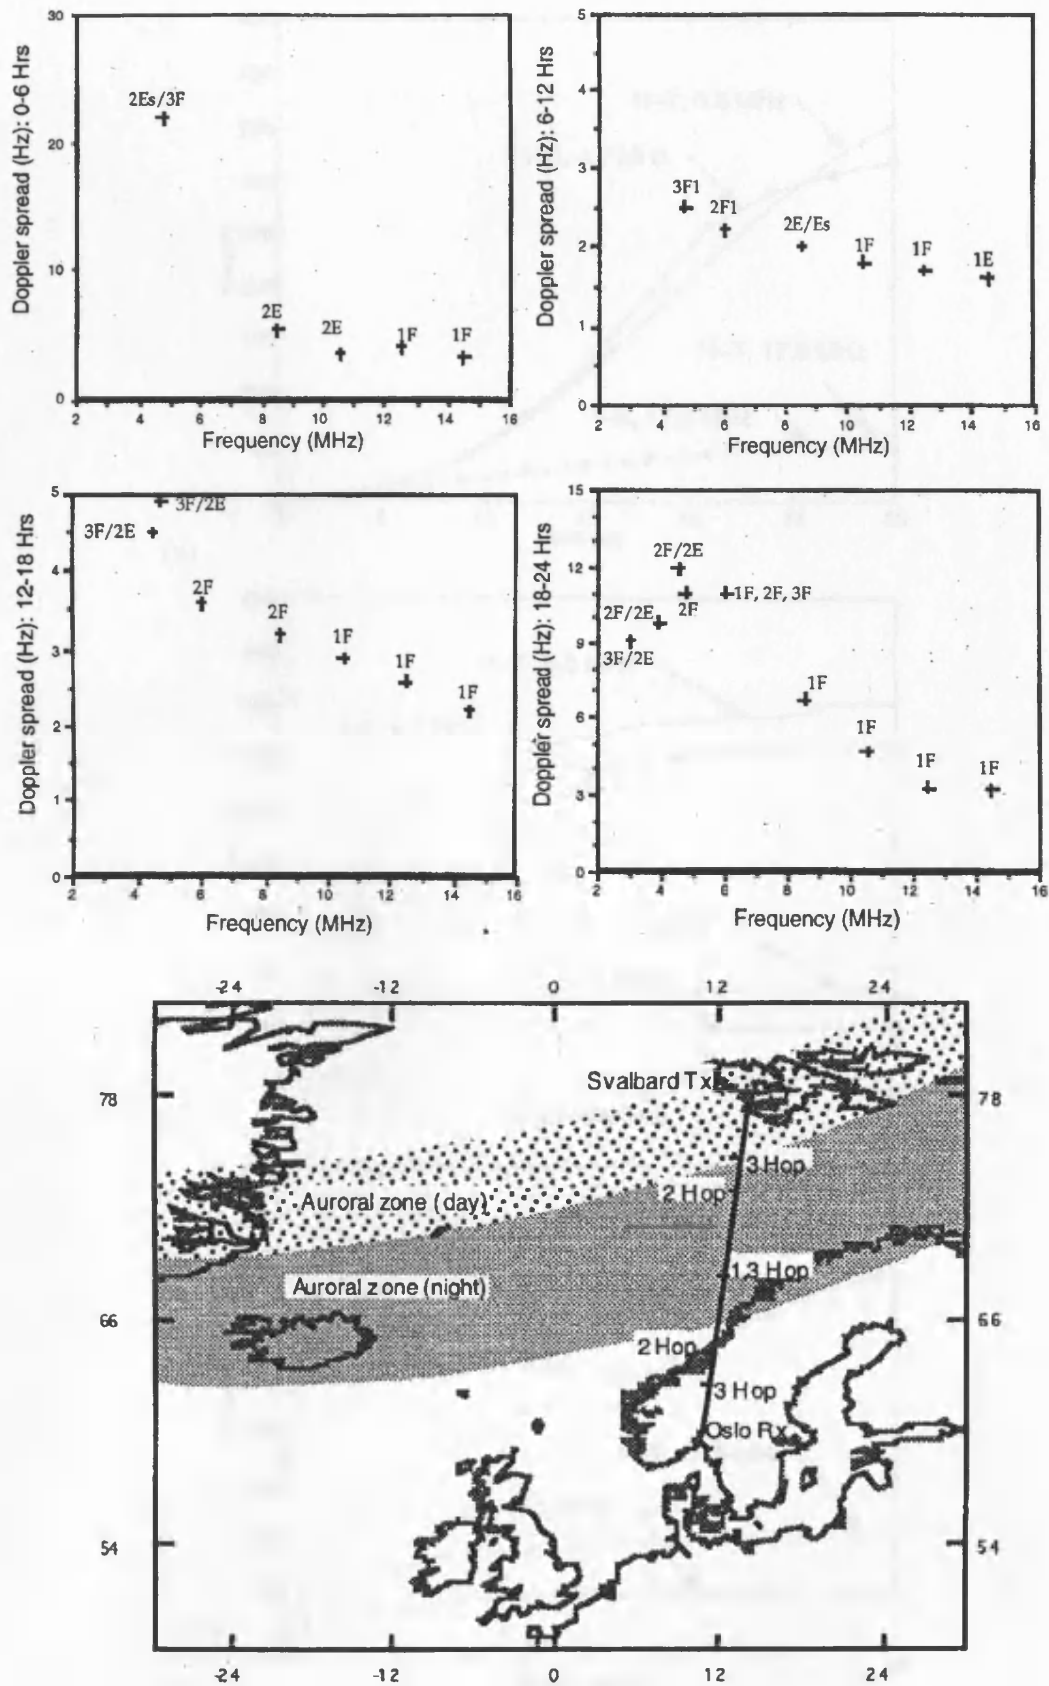 Doppler spread (Hz): 0-6 Hrs
30
20
10
0
2Es/3F
2E
2E
1F
1F
2 4 6 8 10 12 14 16
Frequency (MHz)
Doppler spread (Hz): 6-12 Hrs
5
4
3
2
1
0
3F1
2F1
2E/Es
1F
1F
1E
2 4 6 8 10 12 14 16
Frequency (MHz)
Doppler spread (Hz): 12-18 Hrs
5
4
3
2
1
0
3F/2E
3F/2E
2F
2F
1F
1F
1F
2 4 6 8 10 12 14 16
Frequency (MHz)
Doppler spread (Hz): 18-24 Hrs
15
12
9
6
3
0
2F/2E
2F/2E
2F
1F, 2F, 3F
3F/2E
1F
1F
1F
1F
2 4 6 8 10 12 14 16
Frequency (MHz)
-24 -12 0 12 24
78
66
54
Svalbard Tx
3 Hop
2 Hop
Auroral zone (day)
1,3 Hop
Auroral zone (night)
2 Hop
3 Hop
Oslo Rx
78
66
54
-24 -12 0 12 24